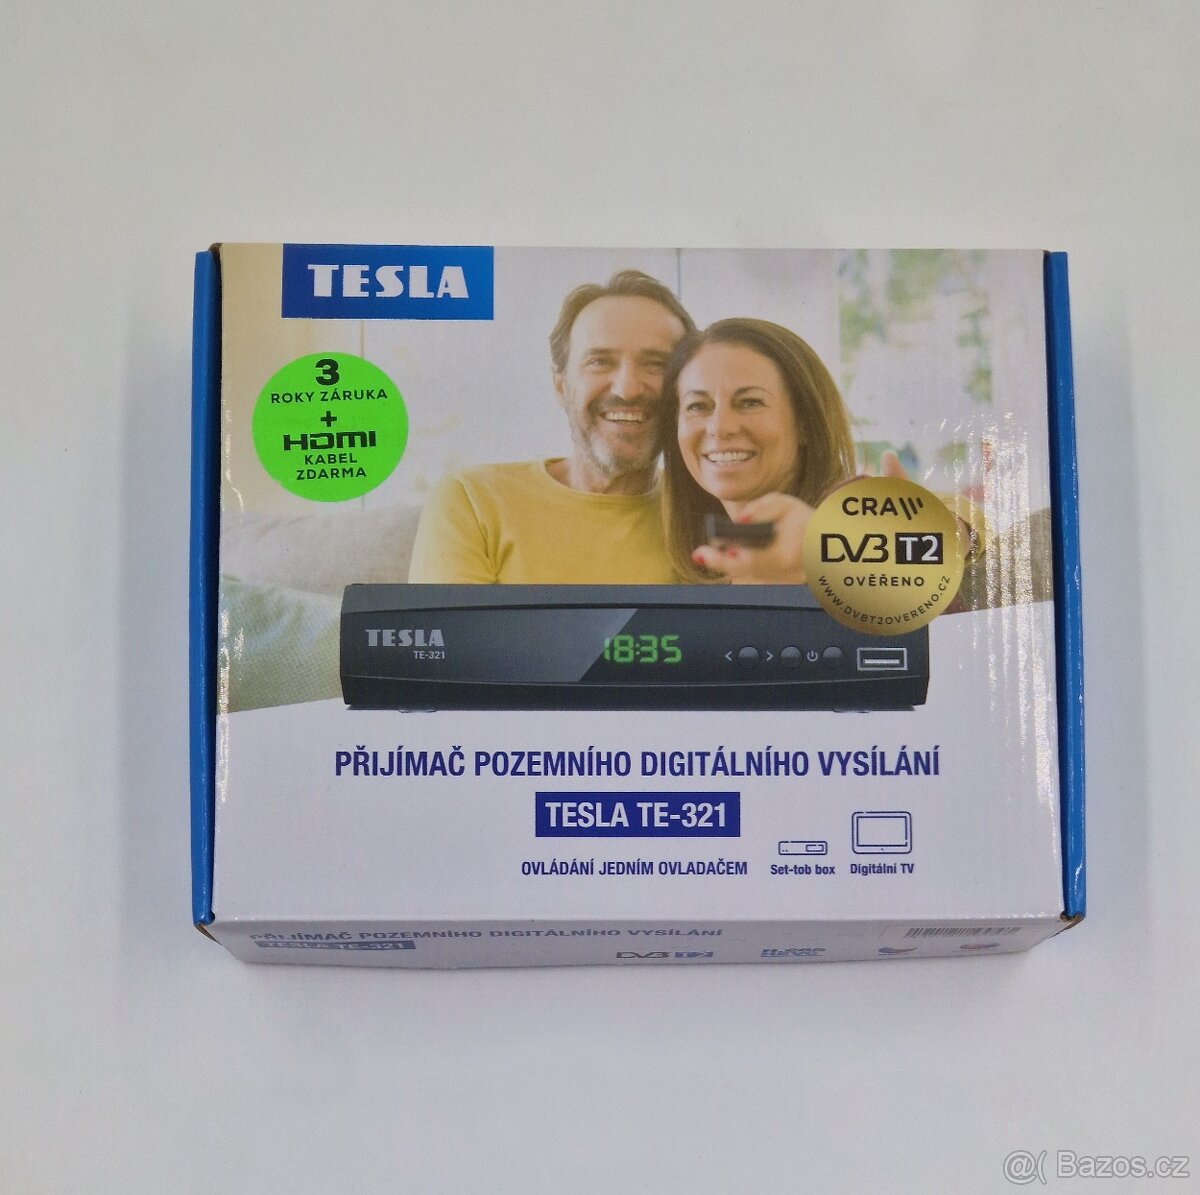 TESLA
3
ROKY ZÁRUKA
+
HDMI
KABEL
ZDARMA
CRA
DVB T2
OVĚŘENO
WWW.DVBT2OVERENO.CZ
TESLA
TE-321
18:35
< >
PŘIJÍMAČ POZEMNÍHO DIGITÁLNÍHO VYSÍLÁNÍ
TESLA TE-321
OVLÁDÁNÍ JEDNÍM OVLADAČEM
Set-tob box
Digitální TV
PŘIJÍMAČ POZEMNÍHO DIGITÁLNÍHO VYSÍLÁNÍ
TESLA TE-321
DVB T2
@( Bazos.cz